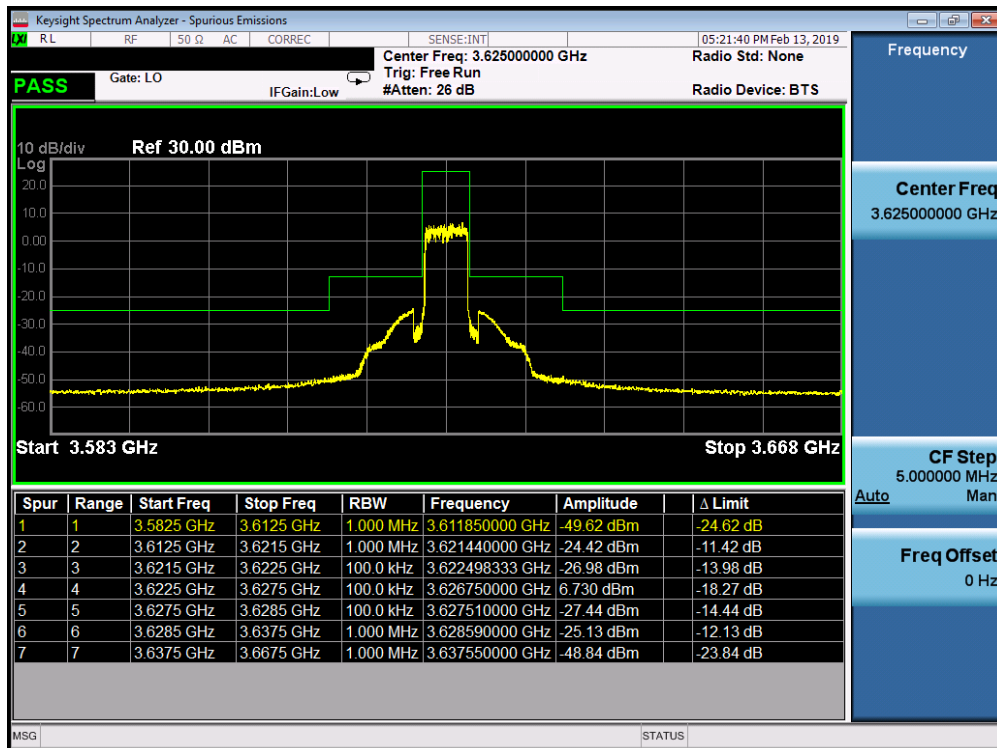 Keysight Spectrum Analyzer - Spurious Emissions
LXI RL RF 50 Ω AC CORREC SENSE:INT 05:21:40 PM Feb 13, 2019
Center Freq: 3.625000000 GHz Radio Std: None
PASS Gate: LO Trig: Free Run
IFGain:Low #Atten: 26 dB Radio Device: BTS
10 dB/div Ref 30.00 dBm
Log
20.0
10.0
0.00
-10.0
-20.0
-30.0
-40.0
-50.0
-60.0
Start 3.583 GHz Stop 3.668 GHz
Spur Range Start Freq Stop Freq RBW Frequency Amplitude Δ Limit
1 1 3.5825 GHz 3.6125 GHz 1.000 MHz 3.611850000 GHz -49.62 dBm -24.62 dB
2 2 3.6125 GHz 3.6215 GHz 1.000 MHz 3.621440000 GHz -24.42 dBm -11.42 dB
3 3 3.6215 GHz 3.6225 GHz 100.0 kHz 3.622498333 GHz -26.98 dBm -13.98 dB
4 4 3.6225 GHz 3.6275 GHz 100.0 kHz 3.626750000 GHz 6.730 dBm -18.27 dB
5 5 3.6275 GHz 3.6285 GHz 100.0 kHz 3.627510000 GHz -27.44 dBm -14.44 dB
6 6 3.6285 GHz 3.6375 GHz 1.000 MHz 3.628590000 GHz -25.13 dBm -12.13 dB
7 7 3.6375 GHz 3.6675 GHz 1.000 MHz 3.637550000 GHz -48.84 dBm -23.84 dB
MSG STATUS
Frequency
Center Freq
3.625000000 GHz
CF Step
5.000000 MHz
Auto Man
Freq Offset
0 Hz